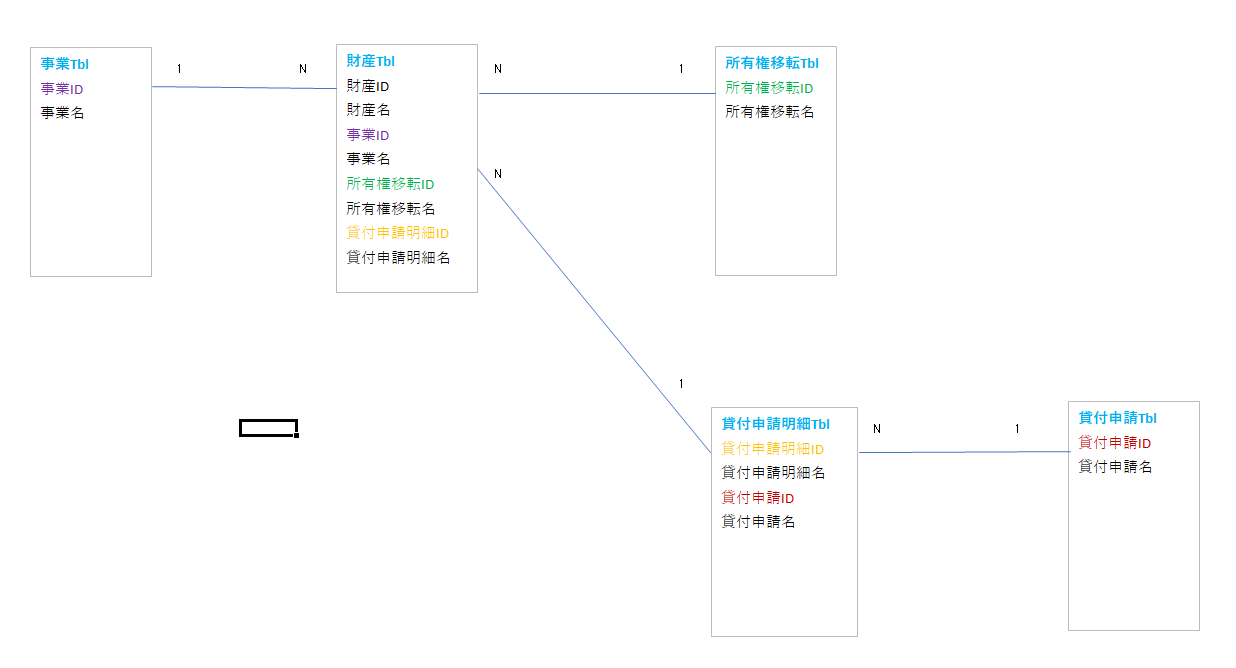 事業Tbl
事業ID
事業名
1
N
財産Tbl
財産ID
財産名
事業ID
事業名
所有権移転ID
所有権移転名
貸付申請明細ID
貸付申請明細名
N
1
所有権移転Tbl
所有権移転ID
所有権移転名
N
1
貸付申請明細Tbl
貸付申請明細ID
貸付申請明細名
貸付申請ID
貸付申請名
N
1
貸付申請Tbl
貸付申請ID
貸付申請名